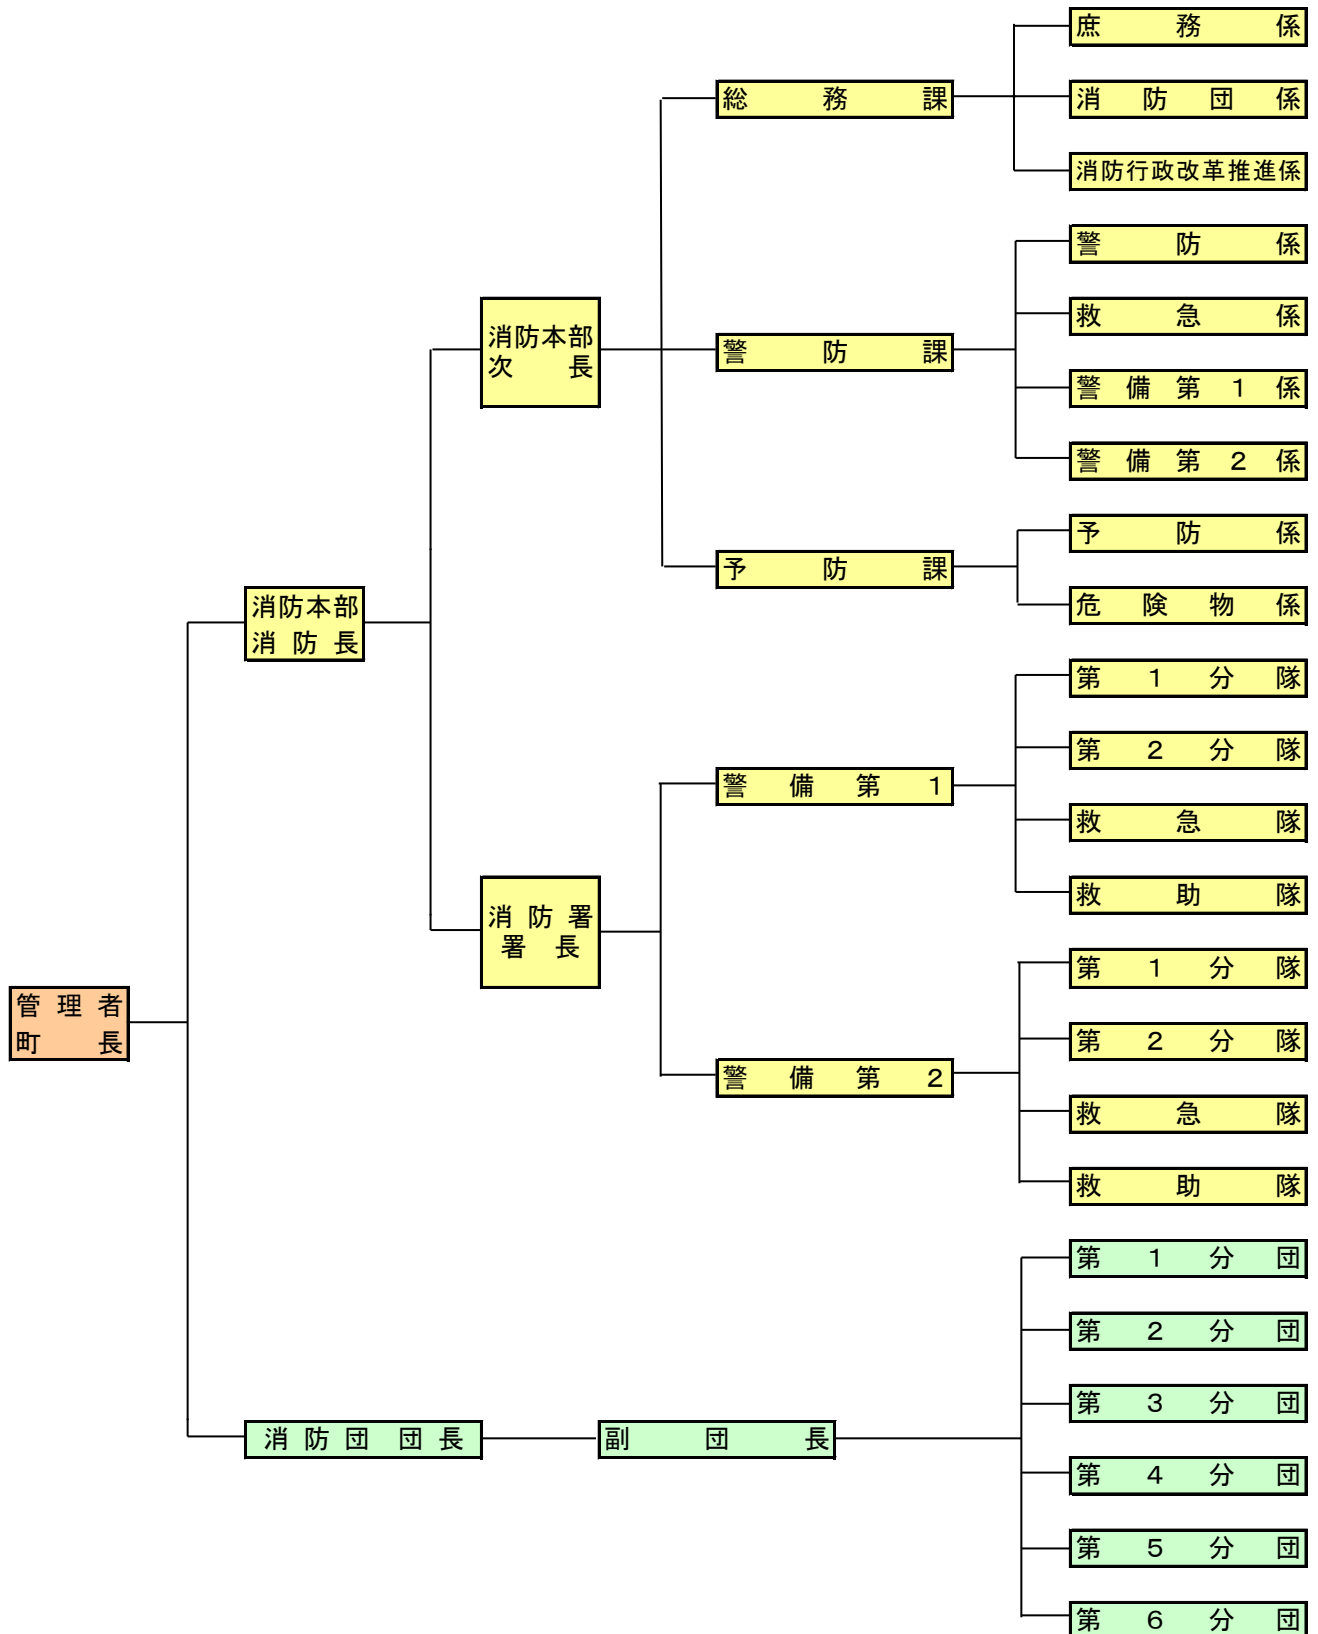 庶務係
総務課
消防団係
消防行政改革推進係
警防係
救急係
消防本部
次長
警防課
警備第１係
警備第２係
予防係
予防課
危険物係
消防本部
消防長
第１分隊
第２分隊
警備第１
救急隊
救助隊
消防署
署長
第１分隊
管理者
町長
第２分隊
警備第２
救急隊
救助隊
第１分団
第２分団
第３分団
消防団団長
副団長
第４分団
第５分団
第６分団